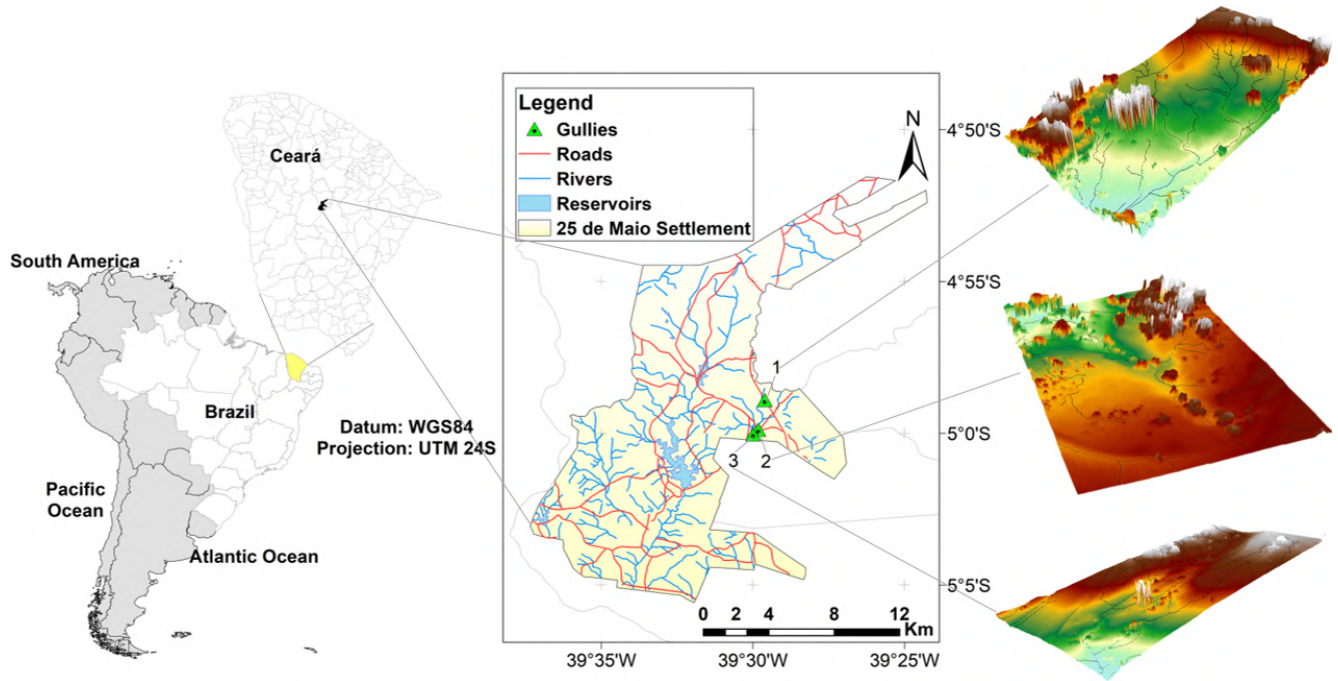 Ceará
South America
Brazil
Datum: WGS84
Projection: UTM 24S
Pacific
Ocean
Atlantic Ocean
Legend
Gullies
Roads
Rivers
Reservoirs
25 de Maio Settlement
N
1
2
3
4°50'S
4°55'S
5°0'S
5°5'S
0 2 4 8 12
Km
39°35'W 39°30'W 39°25'W